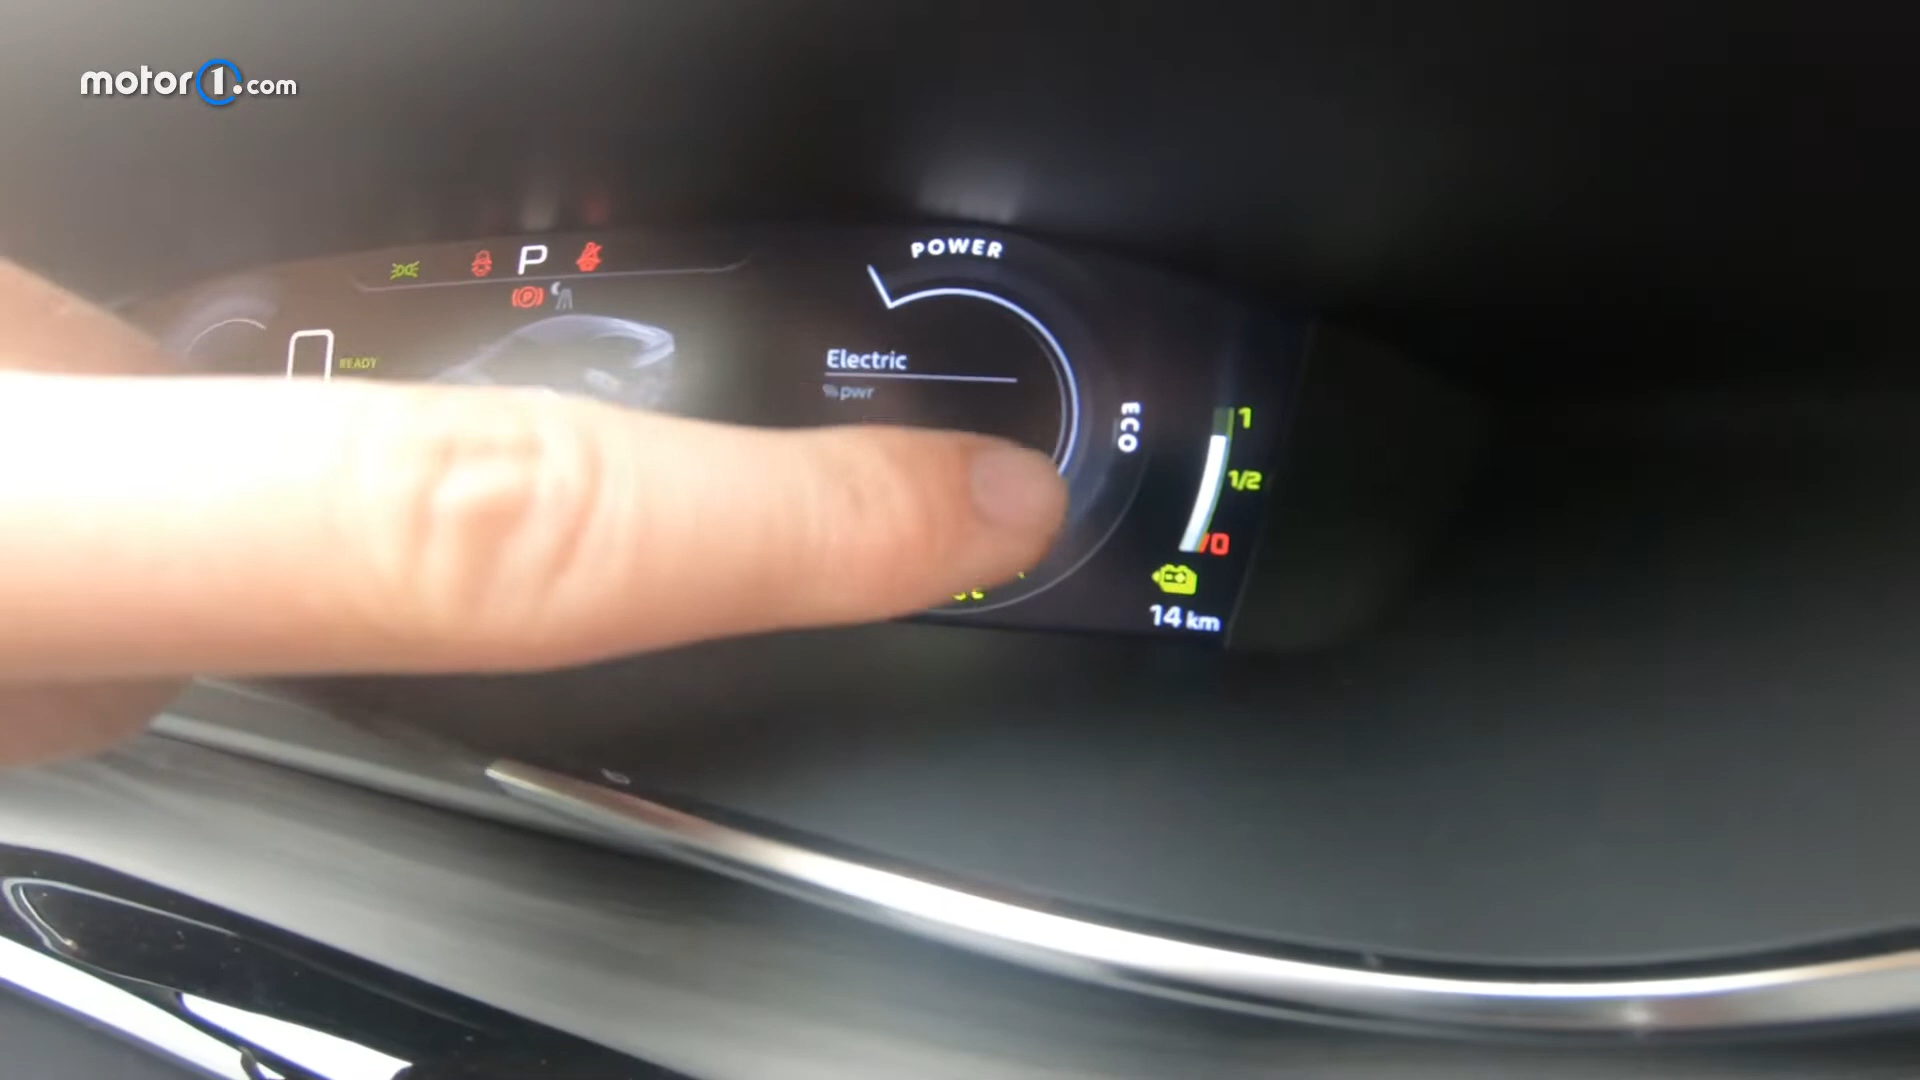 motor1.com
P
POWER
READY
Electric
% pwr
ECO
1
1/2
0
14 km